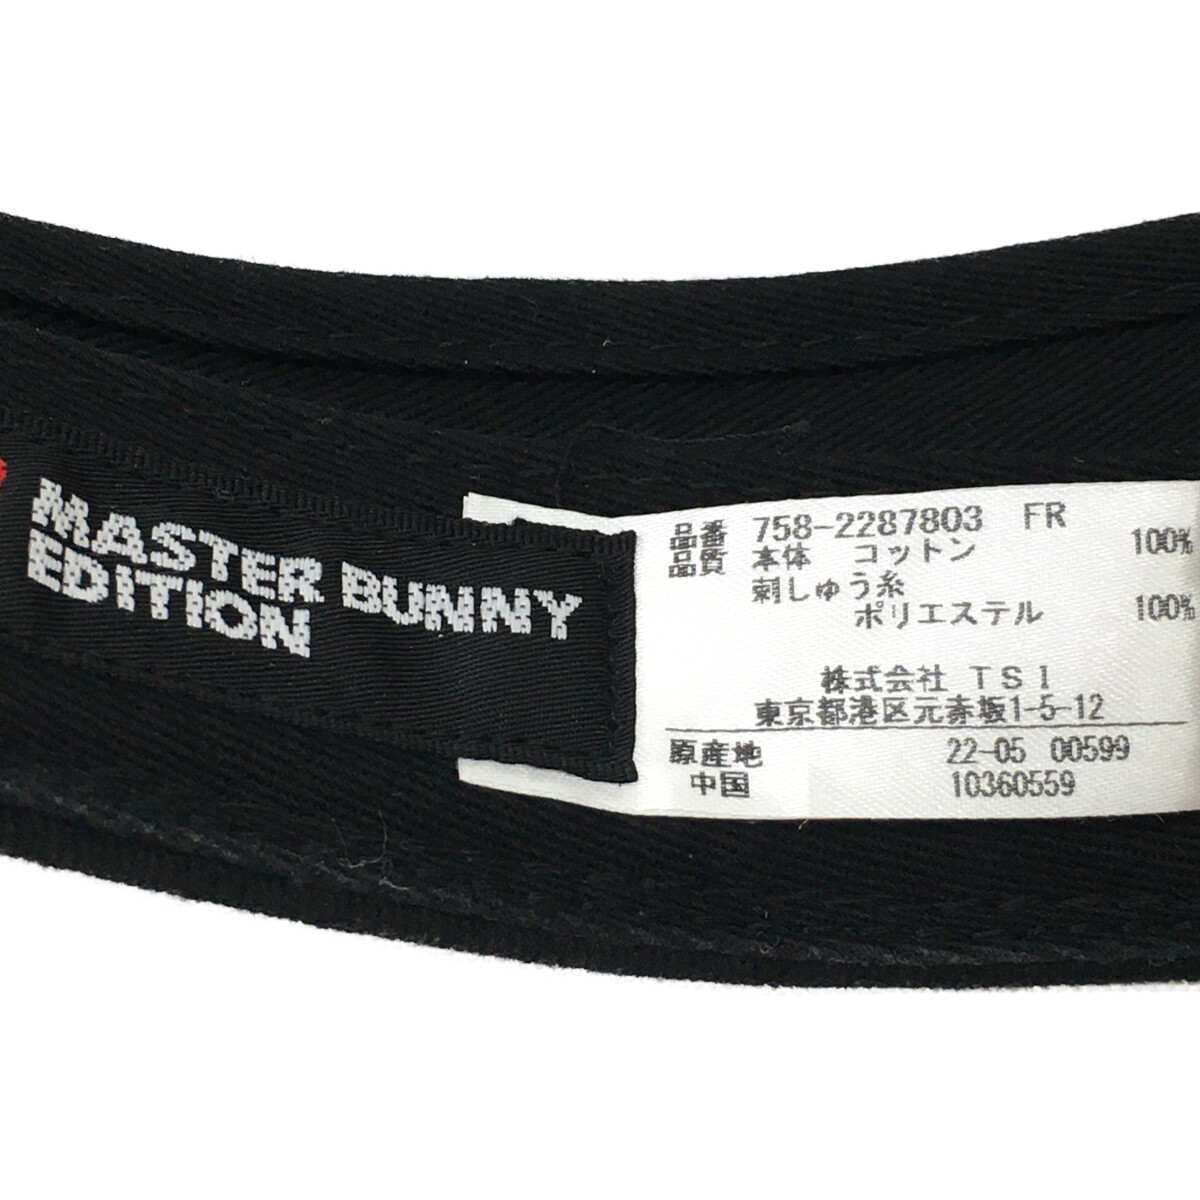 MASTER BUNNY
EDITION
品番 758-2287803 FR
品質 本体 コットン 100%
刺しゅう糸
ポリエステル 100%
株式会社 TSI
東京都港区元赤坂1-5-12
原産地 22-05 00599
中国 10360559